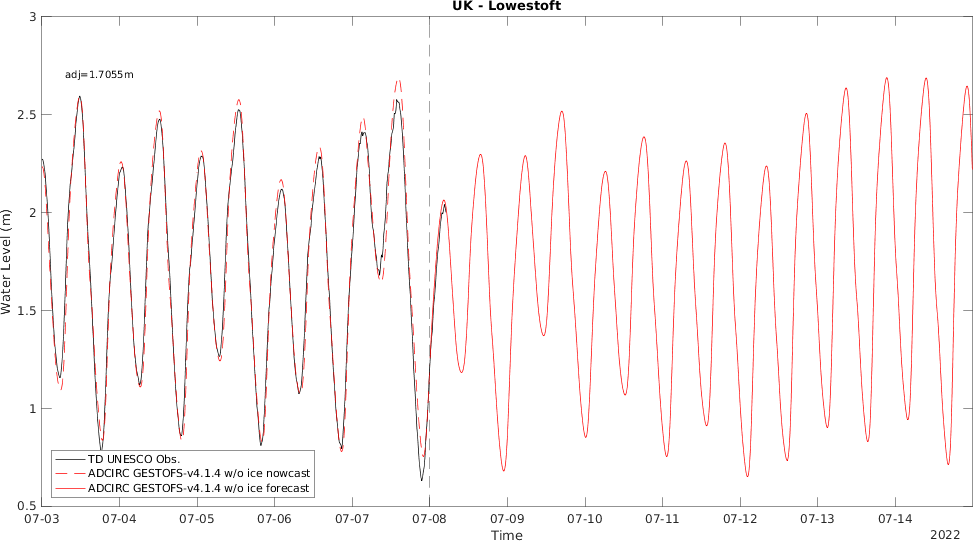 UK - Lowestoft
adj=1.7055m
Water Level (m)
3
2.5
2
1.5
1
0.5
TD UNESCO Obs.
ADCIRC GESTOFS-v4.1.4 w/o ice nowcast
ADCIRC GESTOFS-v4.1.4 w/o ice forecast
07-03 07-04 07-05 07-06 07-07 07-08 07-09 07-10 07-11 07-12 07-13 07-14
Time
2022